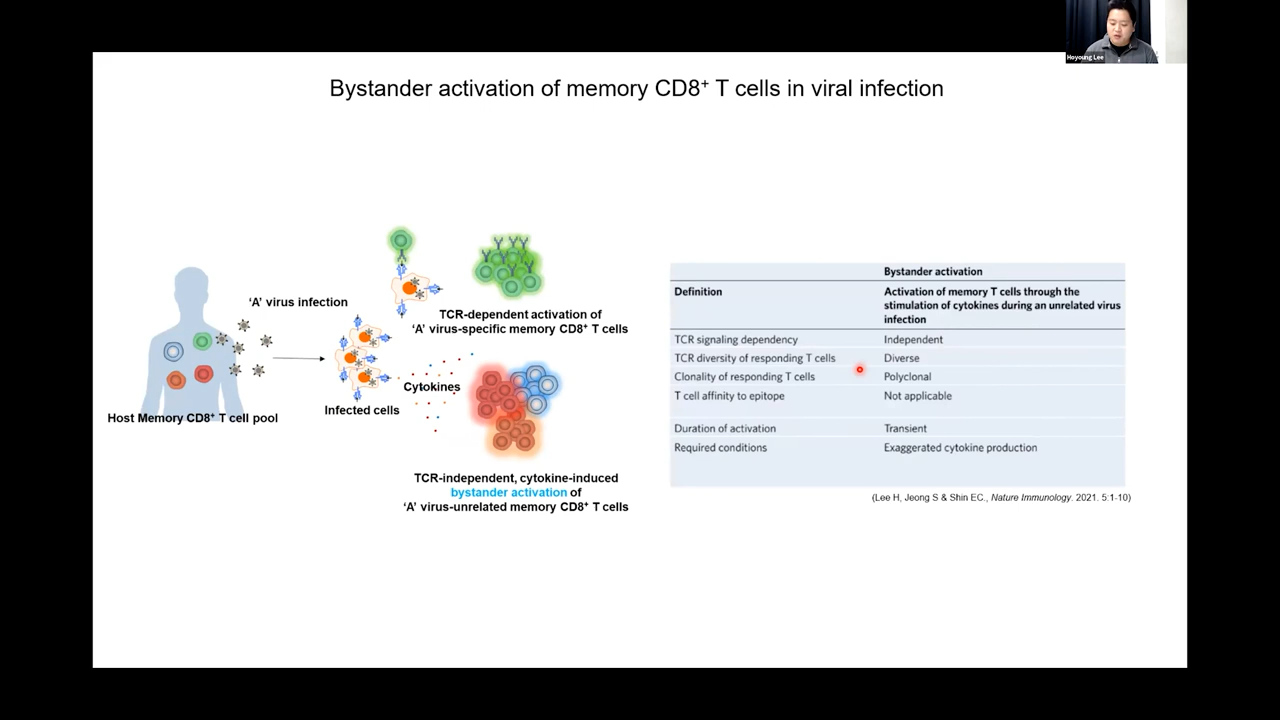 Hoyoung Lee
Bystander activation of memory CD8⁺ T cells in viral infection
‘A’ virus infection
Host Memory CD8⁺ T cell pool
Infected cells
TCR-dependent activation of
‘A’ virus-specific memory CD8⁺ T cells
Cytokines
TCR-independent, cytokine-induced
bystander activation of
‘A’ virus-unrelated memory CD8⁺ T cells
Bystander activation
Definition Activation of memory T cells through the
stimulation of cytokines during an unrelated virus
infection
TCR signaling dependency Independent
TCR diversity of responding T cells Diverse
Clonality of responding T cells Polyclonal
T cell affinity to epitope Not applicable
Duration of activation Transient
Required conditions Exaggerated cytokine production
(Lee H, Jeong S & Shin EC., Nature Immunology. 2021. 5:1-10)